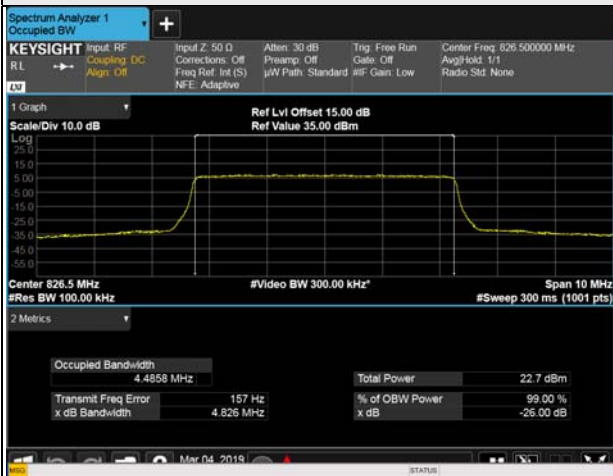 Spectrum Analyzer 1
Occupied BW
KEYSIGHT Input: RF Input Z: 50 Ω Atten: 30 dB Trig: Free Run Center Freq: 826.500000 MHz
RL Coupling: DC Corrections: Off Preamp: Off Gate: Off Avg|Hold: 1/1
Align: Off Freq Ref: Int (S) µW Path: Standard #IF Gain: Low Radio Std: None
LXI NFE: Adaptive
1 Graph
Ref Lvl Offset 15.00 dB
Scale/Div 10.0 dB Ref Value 35.00 dBm
Log
25.0
15.0
5.00
-5.00
-15.0
-25.0
-35.0
-45.0
-55.0
Center 826.5 MHz #Video BW 300.00 kHz* Span 10 MHz
#Res BW 100.00 kHz #Sweep 300 ms (1001 pts)
2 Metrics
Occupied Bandwidth
4.4858 MHz Total Power 22.7 dBm
Transmit Freq Error 157 Hz % of OBW Power 99.00 %
x dB Bandwidth 4.826 MHz x dB -26.00 dB
Mar 04, 2019
MSG STATUS